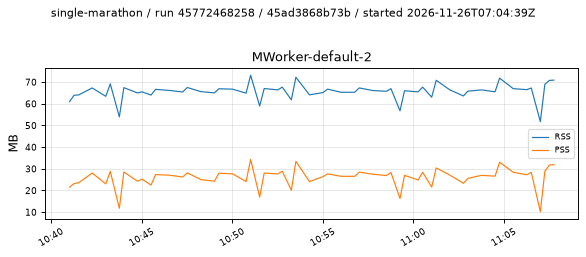 single-marathon / run 45772468258 / 45ad3868b73b / started 2026-11-26T07:04:39Z
MWorker-default-2
MB
70
60
50
40
30
20
10
RSS
PSS
10:40
10:45
10:50
10:55
11:00
11:05